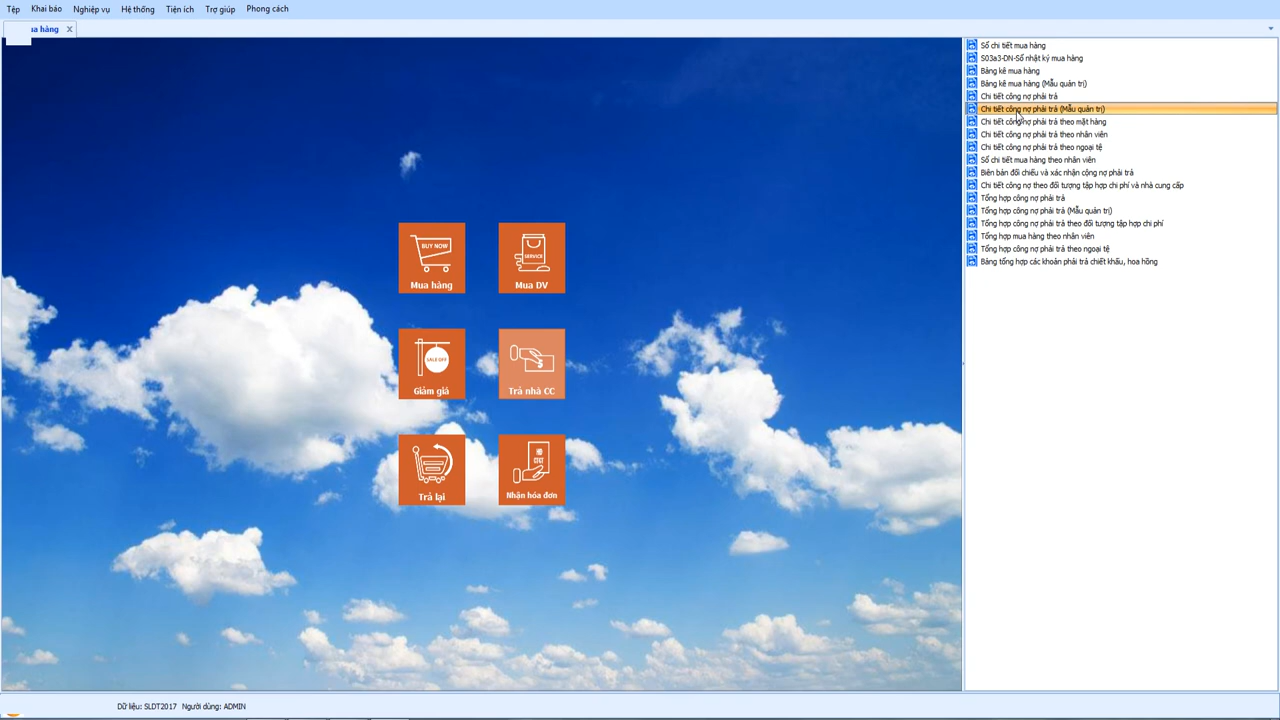 Tệp Khai báo Nghiệp vụ Hệ thống Tiện ích Trợ giúp Phong cách
ua hàng X
Sổ chi tiết mua hàng
S03a3-DN-Sổ nhật ký mua hàng
Bảng kê mua hàng
Bảng kê mua hàng (Mẫu quản trị)
Chi tiết công nợ phải trả
Chi tiết công nợ phải trả (Mẫu quản trị)
Chi tiết công nợ phải trả theo mặt hàng
Chi tiết công nợ phải trả theo nhân viên
Chi tiết công nợ phải trả theo ngoại tệ
Sổ chi tiết mua hàng theo nhân viên
Biên bản đối chiếu và xác nhận công nợ phải trả
Chi tiết công nợ theo đối tượng tập hợp chi phí và nhà cung cấp
Tổng hợp công nợ phải trả
Tổng hợp công nợ phải trả (Mẫu quản trị)
Tổng hợp công nợ phải trả theo đối tượng tập hợp chi phí
Tổng hợp mua hàng theo nhân viên
Tổng hợp công nợ phải trả theo ngoại tệ
Bảng tổng hợp các khoản phải trả chiết khấu, hoa hồng
BUY NOW
Mua hàng
SERVICE
Mua DV
SALE OFF
Giảm giá
Trả nhà CC
Trả lại
Nhận hóa đơn
Dữ liệu: SLDT2017 Người dùng: ADMIN